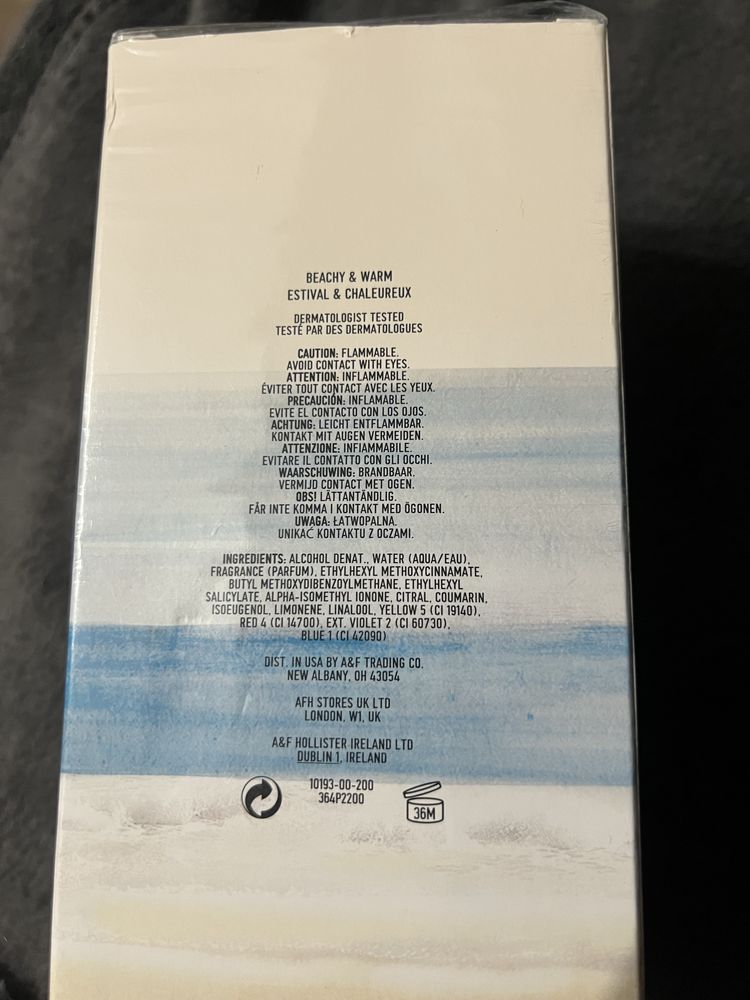 BEACHY & WARM
ESTIVAL & CHALEUREUX
DERMATOLOGIST TESTED
TESTÉ PAR DES DERMATOLOGUES
CAUTION: FLAMMABLE.
AVOID CONTACT WITH EYES.
ATTENTION: INFLAMMABLE.
ÉVITER TOUT CONTACT AVEC LES YEUX.
PRECAUCIÓN: INFLAMABLE.
EVITE EL CONTACTO CON LOS OJOS.
ACHTUNG: LEICHT ENTFLAMMBAR.
KONTAKT MIT AUGEN VERMEIDEN.
ATTENZIONE: INFIAMMABILE.
EVITARE IL CONTATTO CON GLI OCCHI.
WAARSCHUWING: BRANDBAAR.
VERMIJD CONTACT MET OGEN.
OBS! LÄTTANTÄNDLIG.
FÅR INTE KOMMA I KONTAKT MED ÖGONEN.
UWAGA: ŁATWOPALNA.
UNIKAĆ KONTAKTU Z OCZAMI.
INGREDIENTS: ALCOHOL DENAT., WATER (AQUA/EAU),
FRAGRANCE (PARFUM), ETHYLHEXYL METHOXYCINNAMATE,
BUTYL METHOXYDIBENZOYLMETHANE, ETHYLHEXYL
SALICYLATE, ALPHA-ISOMETHYL IONONE, CITRAL, COUMARIN,
ISOEUGENOL, LIMONENE, LINALOOL, YELLOW 5 (CI 19140),
RED 4 (CI 14700), EXT. VIOLET 2 (CI 60730),
BLUE 1 (CI 42090)
DIST. IN USA BY A&F TRADING CO.
NEW ALBANY, OH 43054
AFH STORES UK LTD
LONDON, W1, UK
A&F HOLLISTER IRELAND LTD
DUBLIN 1, IRELAND
10193-00-200
364P2200
36M